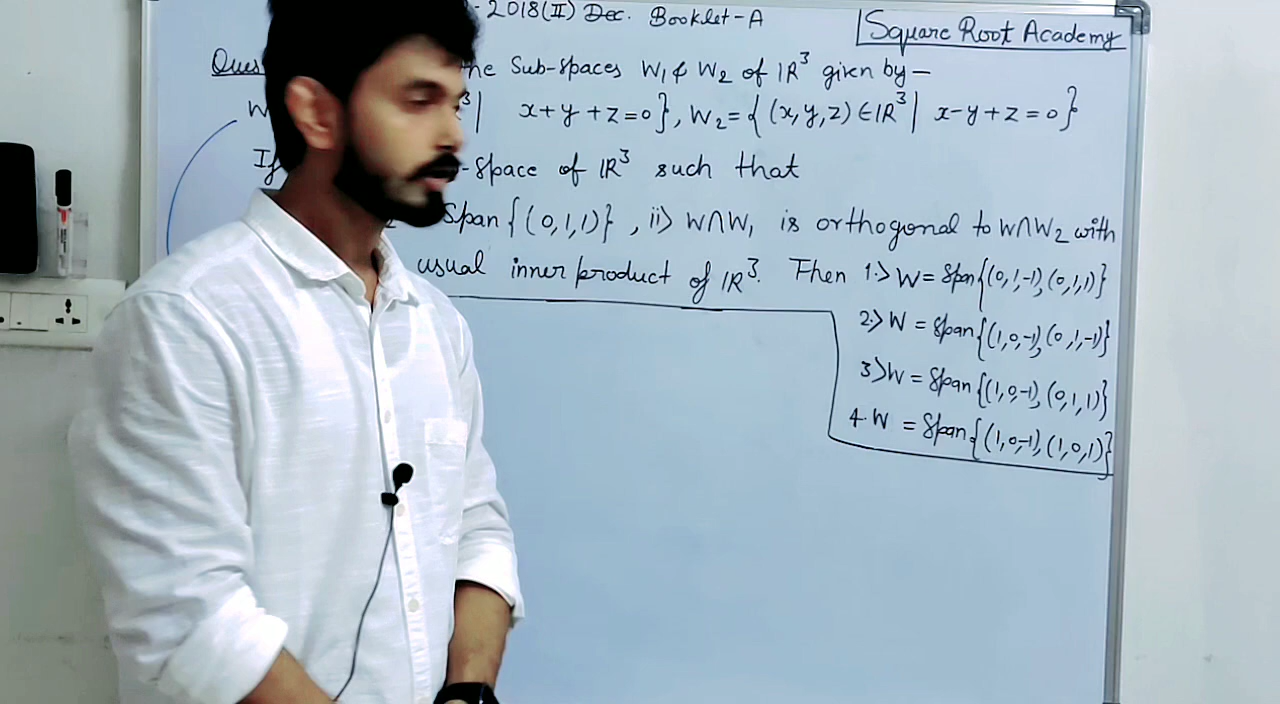 2018(II) Dec. Booklet-A
Square Root Academy
Sub-spaces W₁ & W₂ of IR³ given by —
x+y+z=0}, W₂={(x,y,z)∈IR³| x-y+z=0}
If -space of IR³ such that
Span{(0,1,1)}, ii> W∩W₁ is orthogonal to W∩W₂ with
usual inner product of IR³. Then 1.> W=Span{(0,1,-1),(0,1,1)}
2.> W = Span{(1,0,-1),(0,1,-1)}
3>W=Span{(1,0,-1),(0,1,1)}
4. W = Span{(1,0,-1),(1,0,1)}